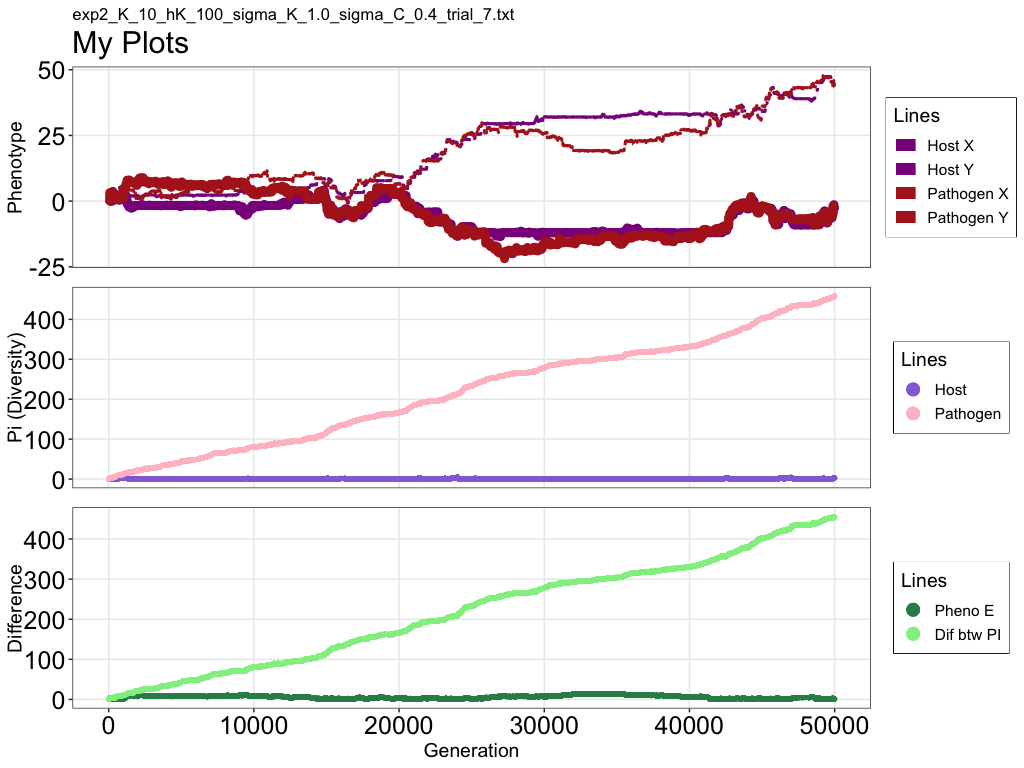 exp2_K_10_hK_100_sigma_K_1.0_sigma_C_0.4_trial_7.txt
My Plots
Phenotype
50
25
0
-25
Lines
Host X
Host Y
Pathogen X
Pathogen Y
Pi (Diversity)
400
300
200
100
0
Lines
Host
Pathogen
Difference
400
300
200
100
0
Lines
Pheno E
Dif btw PI
0 10000 20000 30000 40000 50000
Generation